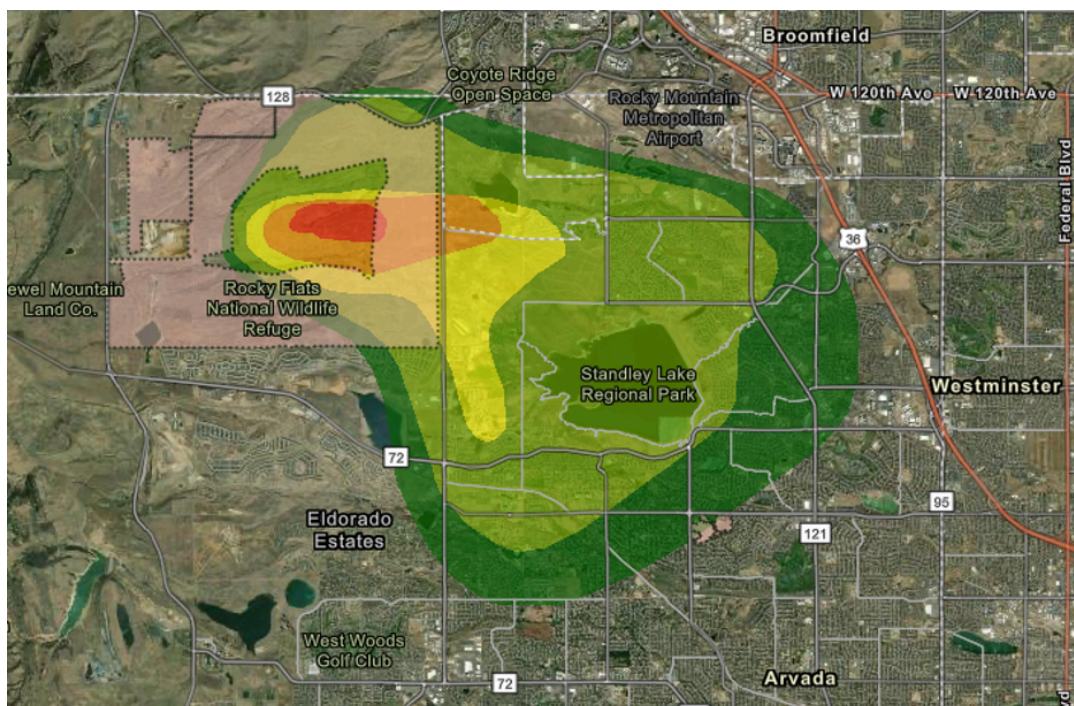 Broomfield
Coyote Ridge
Open Space
128
W 120th Ave
W 120th Ave
Rocky Mountain
Metropolitan
Airport
Federal Blvd
36
ewel Mountain
Land Co.
Rocky Flats
National Wildlife
Refuge
Standley Lake
Regional Park
Westminster
72
95
Eldorado
Estates
121
West Woods
Golf Club
72
Arvada
vd